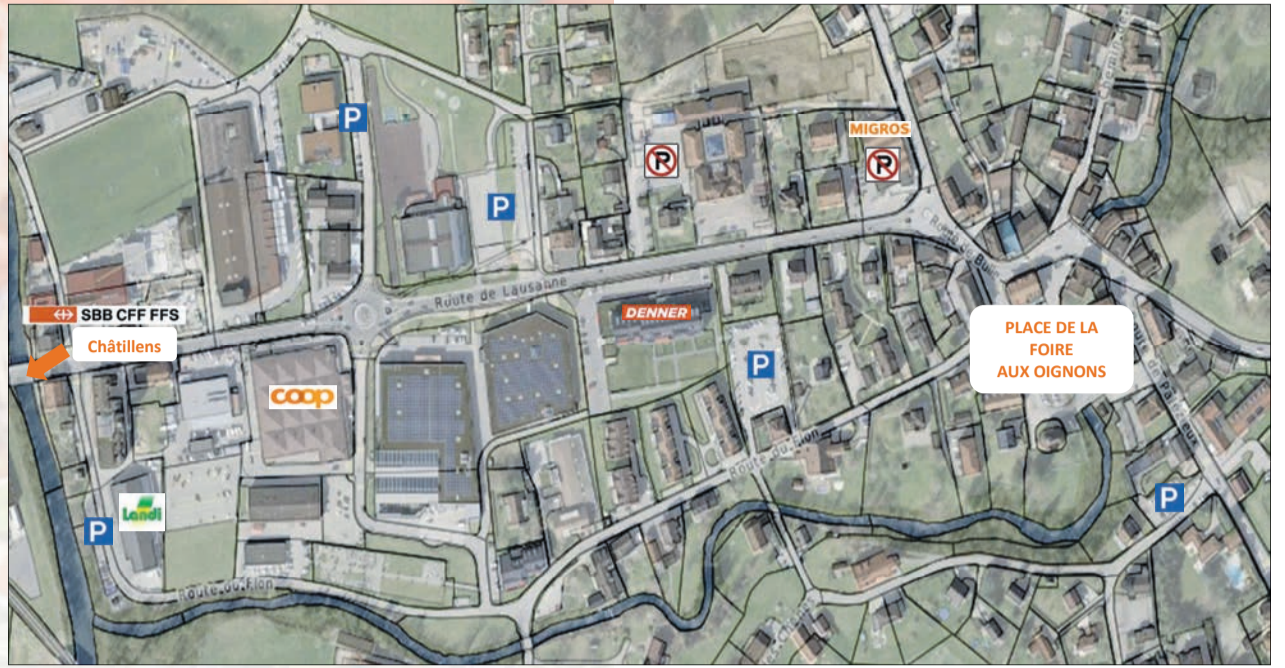 P
P
P
MIGROS
P
Route de Lausanne
SBB CFF FFS
Châtillens
DENNER
PLACE DE LA
FOIRE
AUX OIGNONS
P
coop
Landi
P
Route du Flon
P
Route du Flon